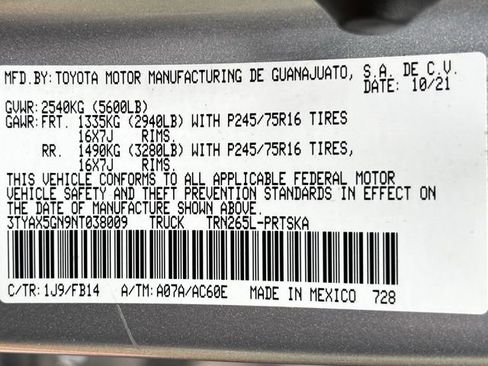 MFD.BY: TOYOTA MOTOR MANUFACTURING DE GUANAJUATO, S.A. DE C.V.
DATE: 10/21
GVWR: 2540KG (5600LB)
GAWR: FRT. 1335KG (2940LB) WITH P245/75R16 TIRES
16X7J RIMS.
RR. 1490KG (3280LB) WITH P245/75R16 TIRES,
16X7J RIMS.
THIS VEHICLE CONFORMS TO ALL APPLICABLE FEDERAL MOTOR
VEHICLE SAFETY AND THEFT PREVENTION STANDARDS IN EFFECT ON
THE DATE OF MANUFACTURE SHOWN ABOVE.
3TYAX5GN9NT038009 TRUCK TRN265L-PRTSKA
C/TR: 1J9/FB14 A/TM: A07A/AC60E MADE IN MEXICO 728